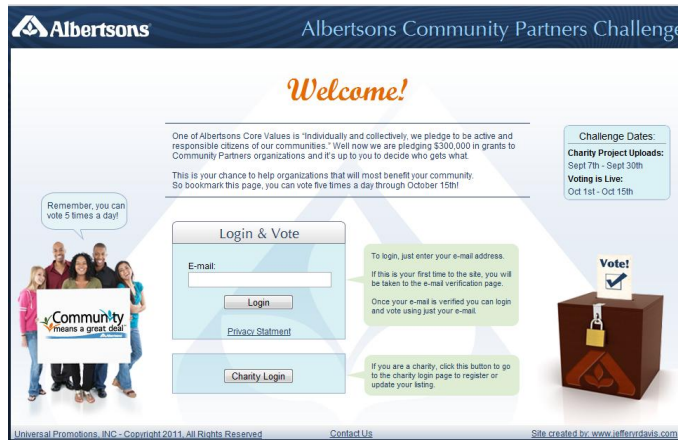 Albertsons
Albertsons Community Partners Challenge
Welcome!
One of Albertsons Core Values is "Individually and collectively, we pledge to be active and
responsible citizens of our communities." Well now we are pledging $300,000 in grants to
Community Partners organizations and it's up to you to decide who gets what.
This is your chance to help organizations that will most benefit your community.
So bookmark this page, you can vote five times a day through October 15th!
Challenge Dates:
Charity Project Uploads:
Sept 7th - Sept 30th
Voting is Live:
Oct 1st - Oct 15th
Remember, you can
vote 5 times a day!
Community
means a great deal
Albertsons
Login & Vote
E-mail:
Login
Privacy Statment
To login, just enter your e-mail address.
If this is your first time to the site, you will
be taken to the e-mail verification page.
Once your e-mail is verified you can login
and vote using just your e-mail.
Vote!
Charity Login
If you are a charity, click this button to go
to the charity login page to register or
update your listing.
Universal Promotions, INC - Copyright 2011, All Rights Reserved
Contact Us
Site created by: www.jefferyrdavis.com